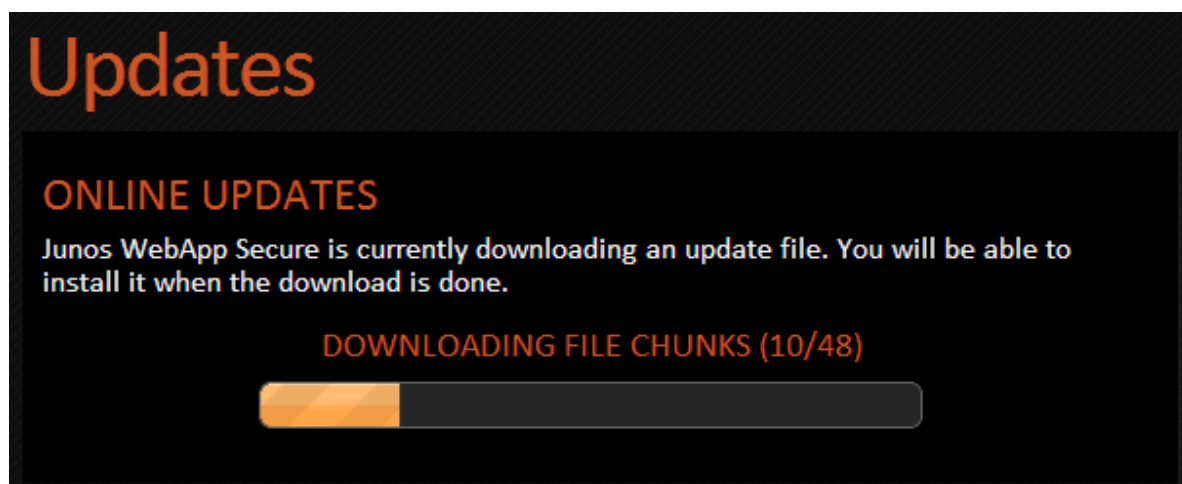 Updates
ONLINE UPDATES
Junos WebApp Secure is currently downloading an update file. You will be able to
install it when the download is done.
DOWNLOADING FILE CHUNKS (10/48)